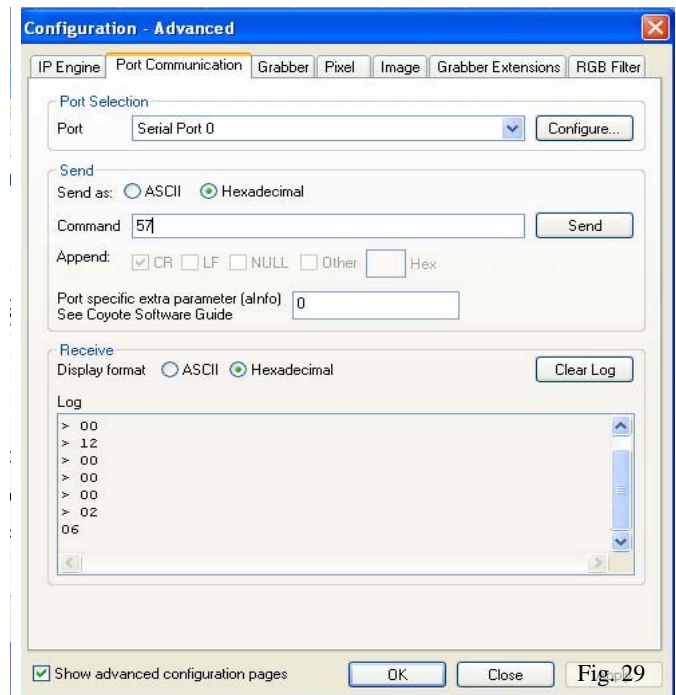 Configuration - Advanced
IP Engine Port Communication Grabber Pixel Image Grabber Extensions RGB Filter
Port Selection
Port Serial Port 0 Configure...
Send
Send as: ASCII Hexadecimal
Command 57 Send
Append: CR LF NULL Other Hex
Port specific extra parameter (aInfo) 0
See Coyote Software Guide
Receive
Display format ASCII Hexadecimal Clear Log
Log
> 00
> 12
> 00
> 00
> 00
> 02
06
Show advanced configuration pages OK Close Fig. 29